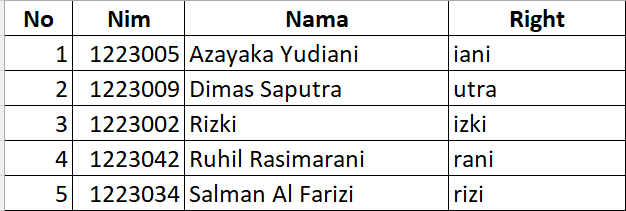 No Nim Nama Right
1 1223005 Azayaka Yudiani iani
2 1223009 Dimas Saputra utra
3 1223002 Rizki izki
4 1223042 Ruhil Rasimarani rani
5 1223034 Salman Al Farizi rizi